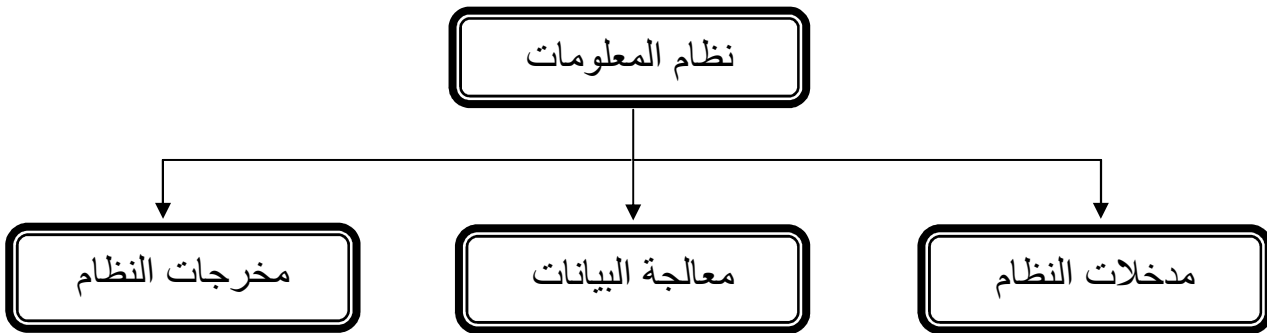 نظام المعلومات
مدخلات النظام
معالجة البيانات
مخرجات النظام